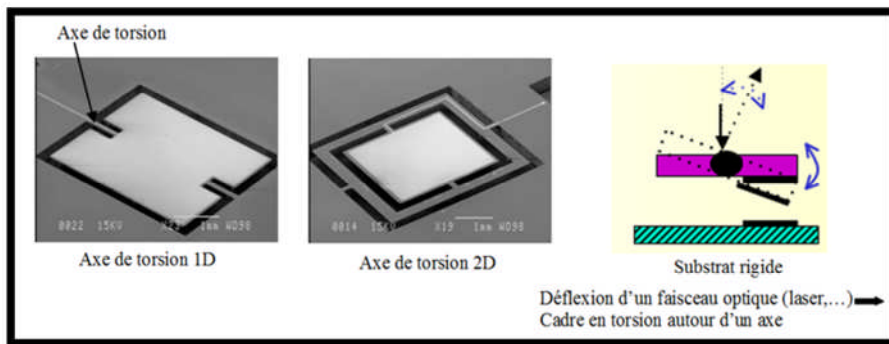 Axe de torsion
0022 15KV X23 1mm WD98
Axe de torsion 1D
0014 15KV X19 1mm WD98
Axe de torsion 2D
Substrat rigide
Déflexion d'un faisceau optique (laser,…)
Cadre en torsion autour d'un axe